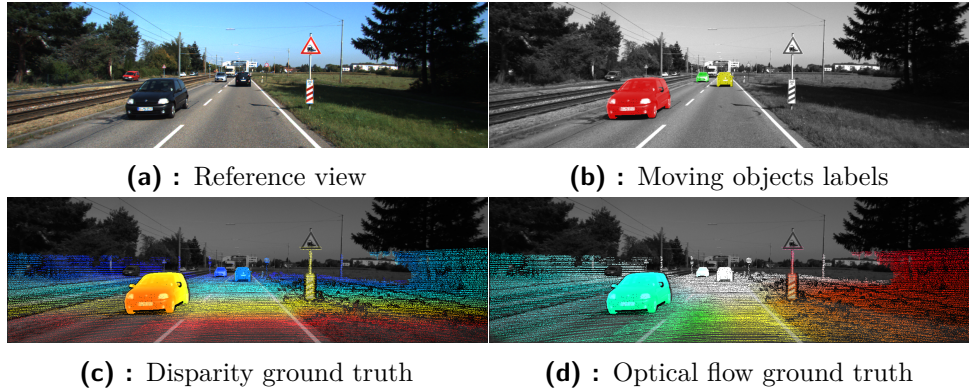 (a) : Reference view
(b) : Moving objects labels
(c) : Disparity ground truth
(d) : Optical flow ground truth